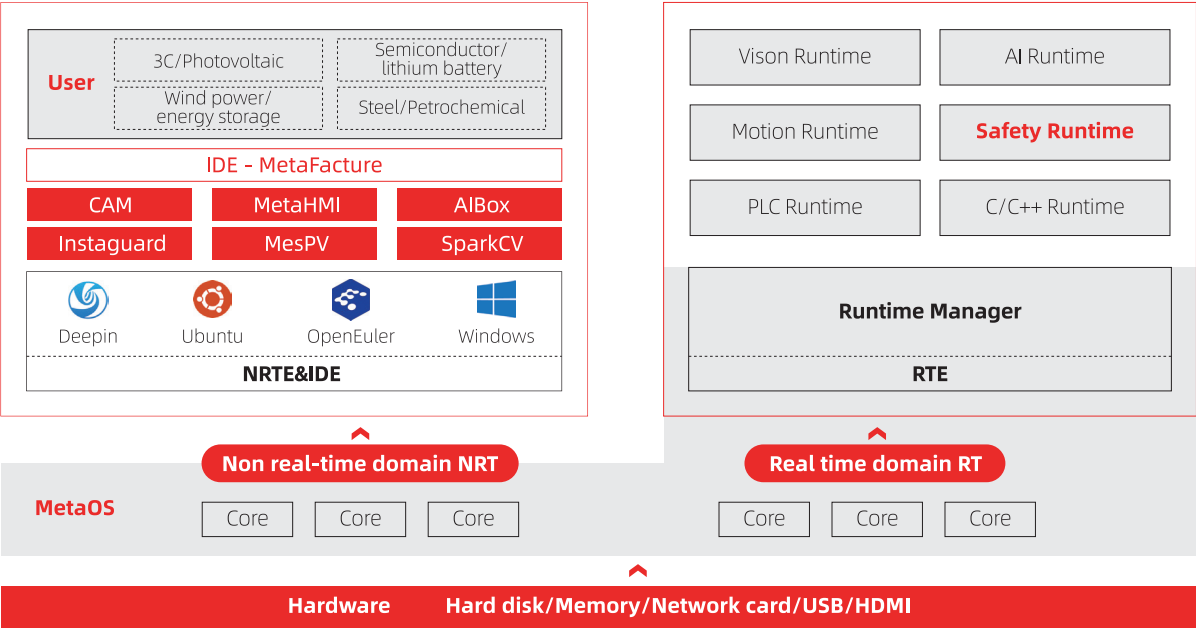 User
3C/Photovoltaic
Semiconductor/
lithium battery
Wind power/
energy storage
Steel/Petrochemical
IDE – MetaFacture
CAM
MetaHMI
AIBox
Instaguard
MesPV
SparkCV
Deepin
Ubuntu
OpenEuler
Windows
NRTE&IDE
Vison Runtime
AI Runtime
Motion Runtime
Safety Runtime
PLC Runtime
C/C++ Runtime
Runtime Manager
RTE
Non real-time domain NRT
Real time domain RT
MetaOS
Core
Core
Core
Core
Core
Core
Hardware Hard disk/Memory/Network card/USB/HDMI